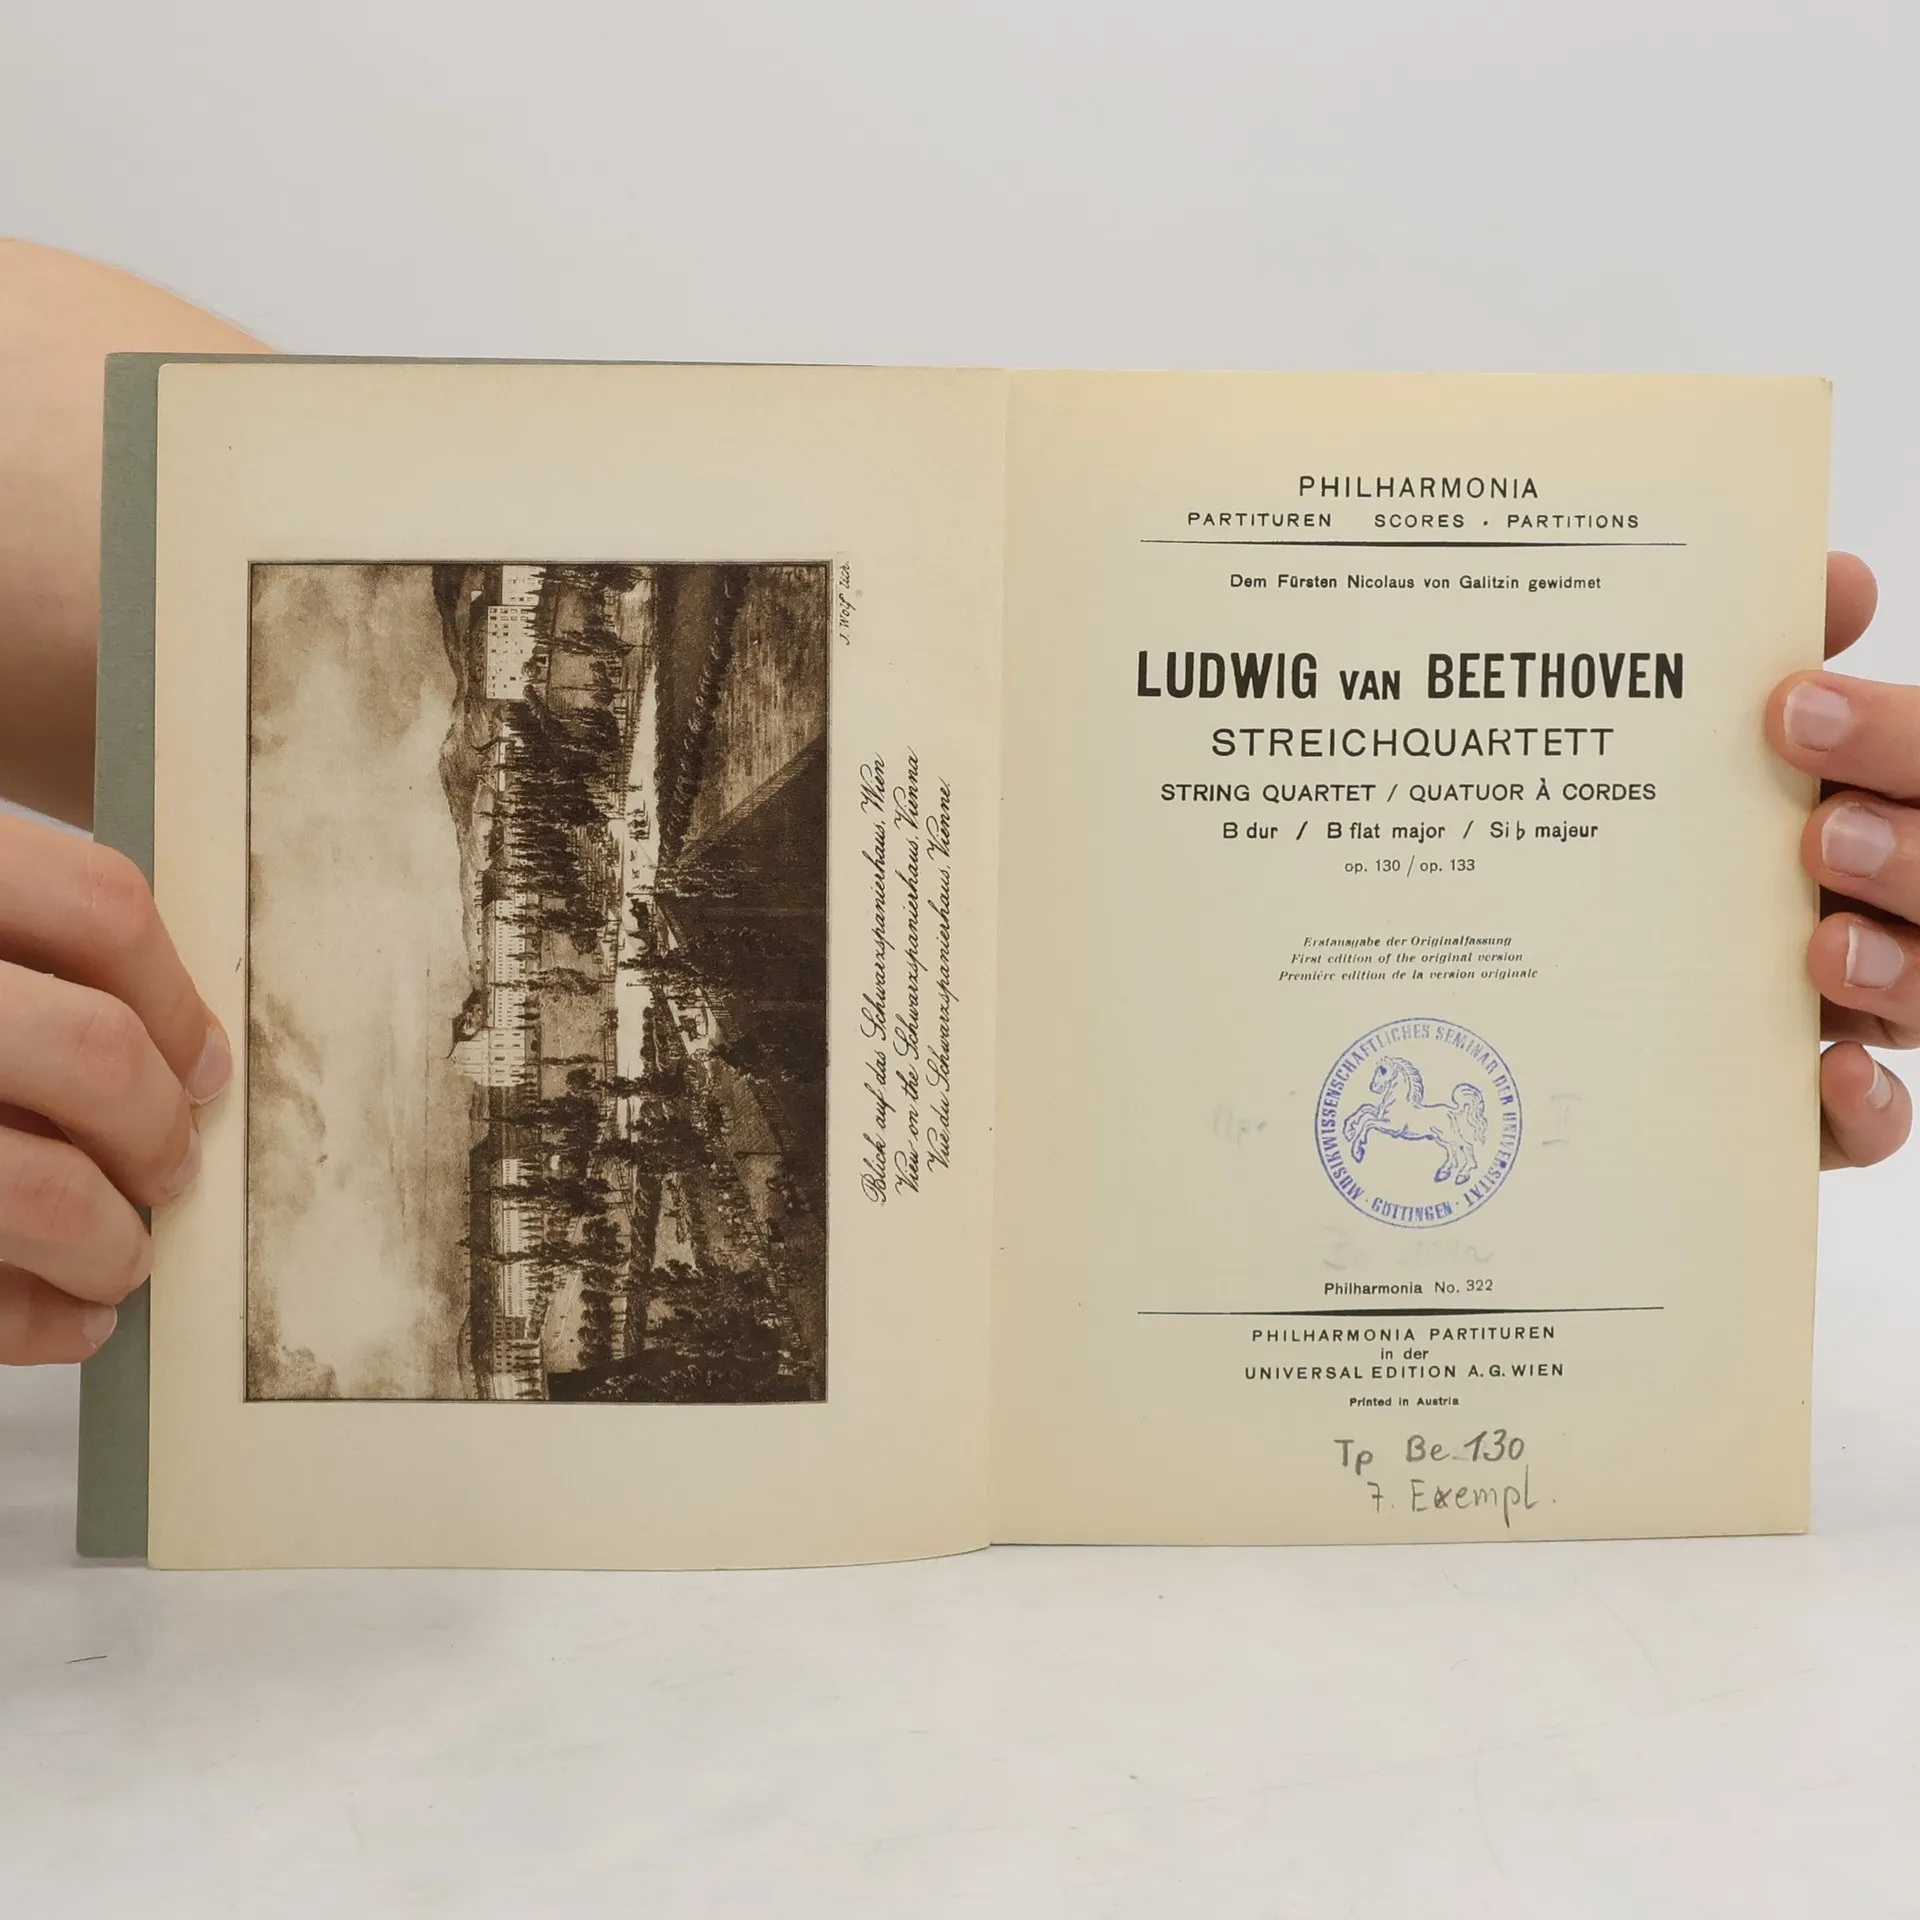 J. Wolf
Blick auf das Schwarzspanierhaus, Wien
View on the Schwarzspanierhaus, Vienna
Vue du Schwarzspanierhaus, Vienne
PHILHARMONIA
PARTITUREN SCORES • PARTITIONS
Dem Fürsten Nicolaus von Galitzin gewidmet
LUDWIG VAN BEETHOVEN
STREICHQUARTETT
STRING QUARTET / QUATUOR À CORDES
B dur / B flat major / Si ♭ majeur
op. 130 / op. 133
Erstausgabe der Originalfassung
First edition of the original version
Première edition de la version originale
MUSIKWISSENSCHAFTLICHES SEMINAR DER UNIVERSITÄT
· GÖTTINGEN ·
Philharmonia No. 322
PHILHARMONIA PARTITUREN
in der
UNIVERSAL EDITION A. G. WIEN
Printed in Austria
Tp Be 130
7. Exempl.